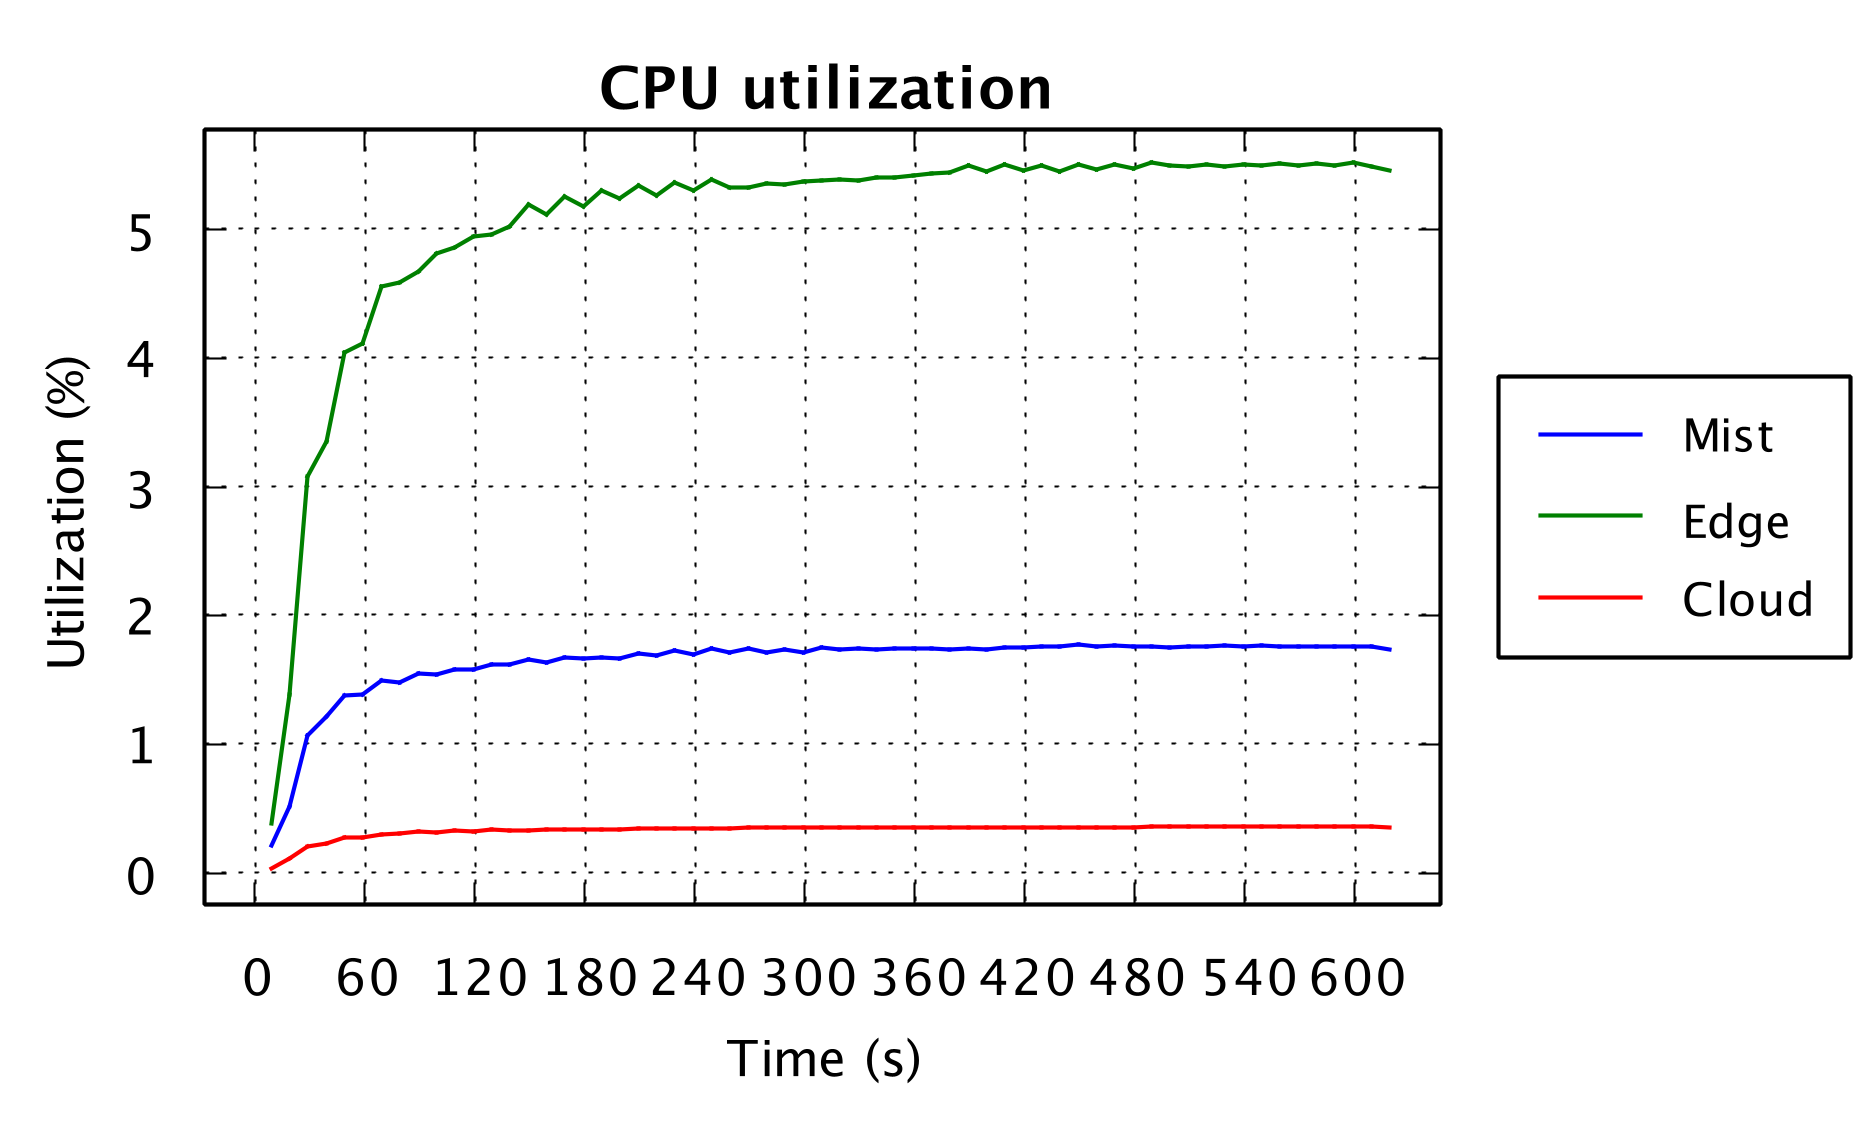 CPU utilization
Utilization (%)
5
4
3
2
1
0
0 60 120 180 240 300 360 420 480 540 600
Time (s)
Mist
Edge
Cloud